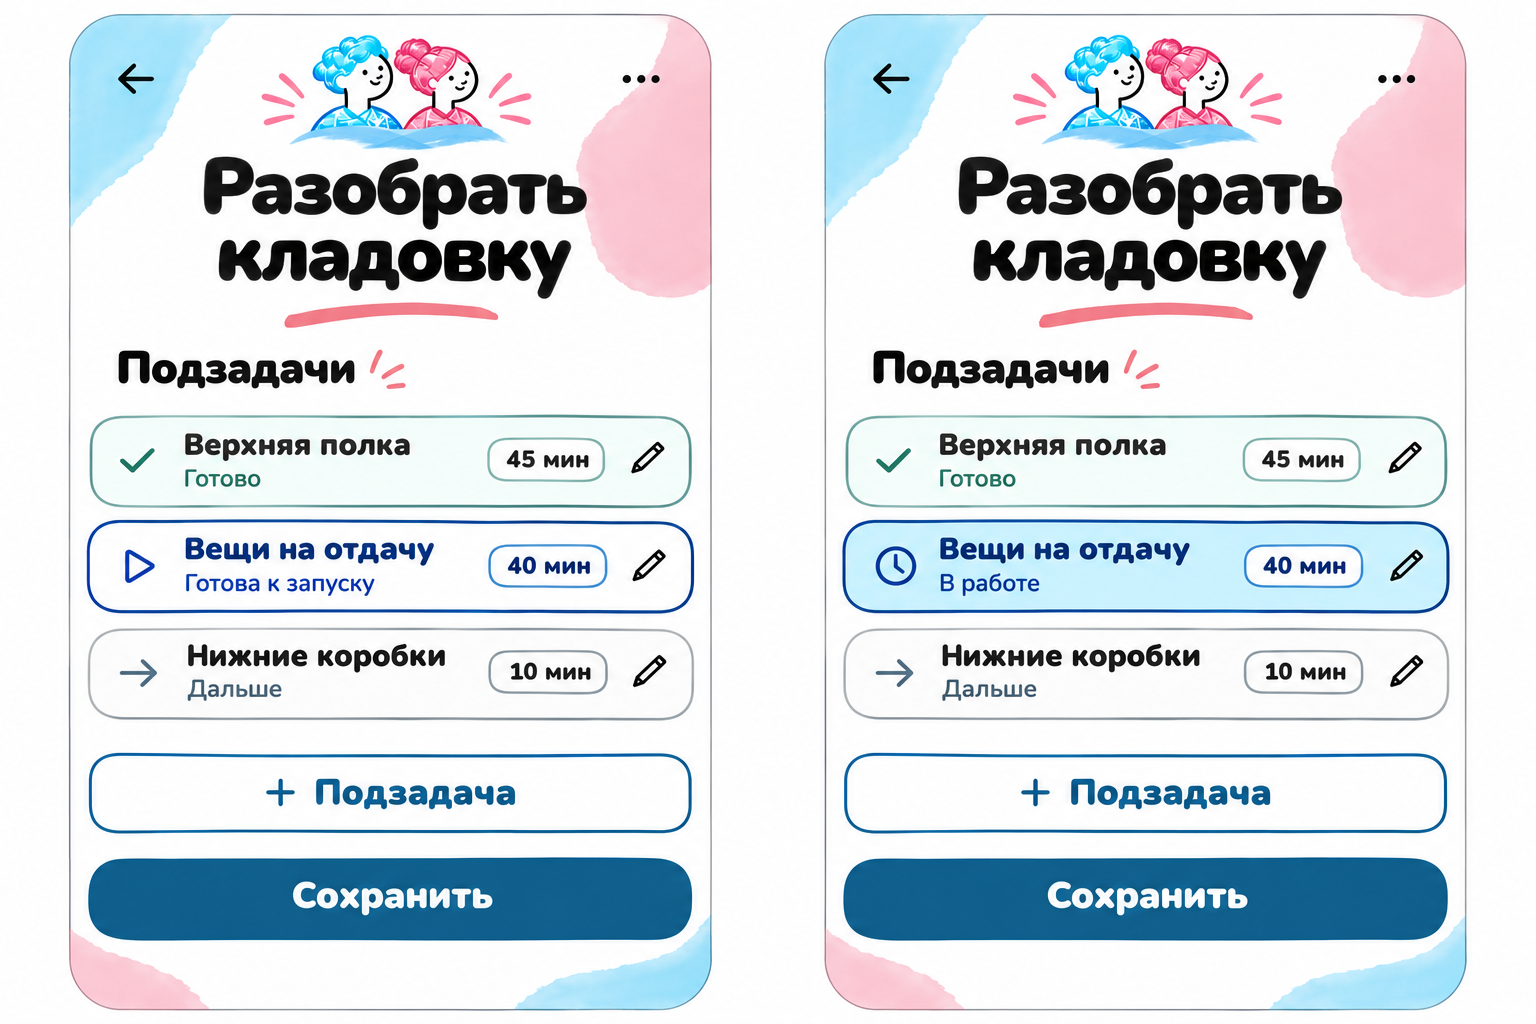 Разобрать
кладовку
Подзадачи
Верхняя полка
Готово
45 мин
Вещи на отдачу
Готова к запуску
40 мин
Нижние коробки
Дальше
10 мин
+ Подзадача
Сохранить
Разобрать
кладовку
Подзадачи
Верхняя полка
Готово
45 мин
Вещи на отдачу
В работе
40 мин
Нижние коробки
Дальше
10 мин
+ Подзадача
Сохранить